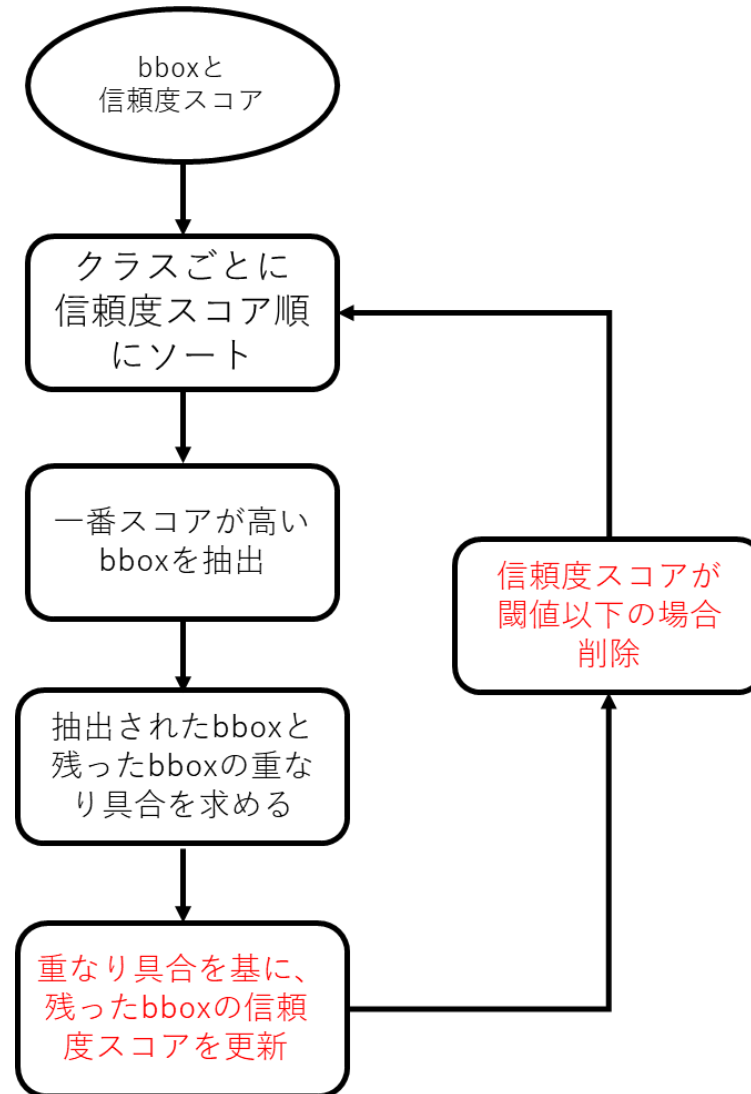 bboxと
信頼度スコア
クラスごとに
信頼度スコア順
にソート
一番スコアが高い
bboxを抽出
抽出されたbboxと
残ったbboxの重な
り具合を求める
重なり具合を基に、
残ったbboxの信頼
度スコアを更新
信頼度スコアが
閾値以下の場合
削除